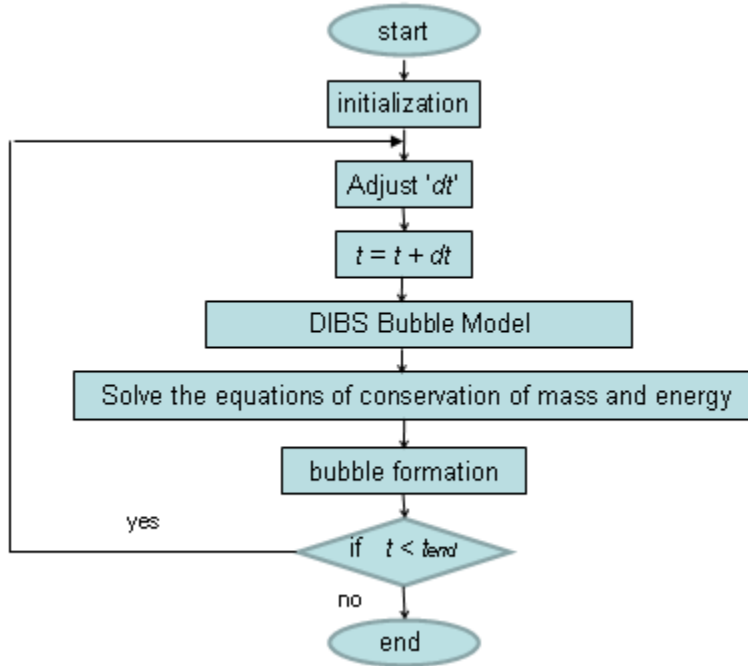 start
initialization
Adjust 'dt'
t = t + dt
DIBS Bubble Model
Solve the equations of conservation of mass and energy
bubble formation
yes
if t < tend
no
end